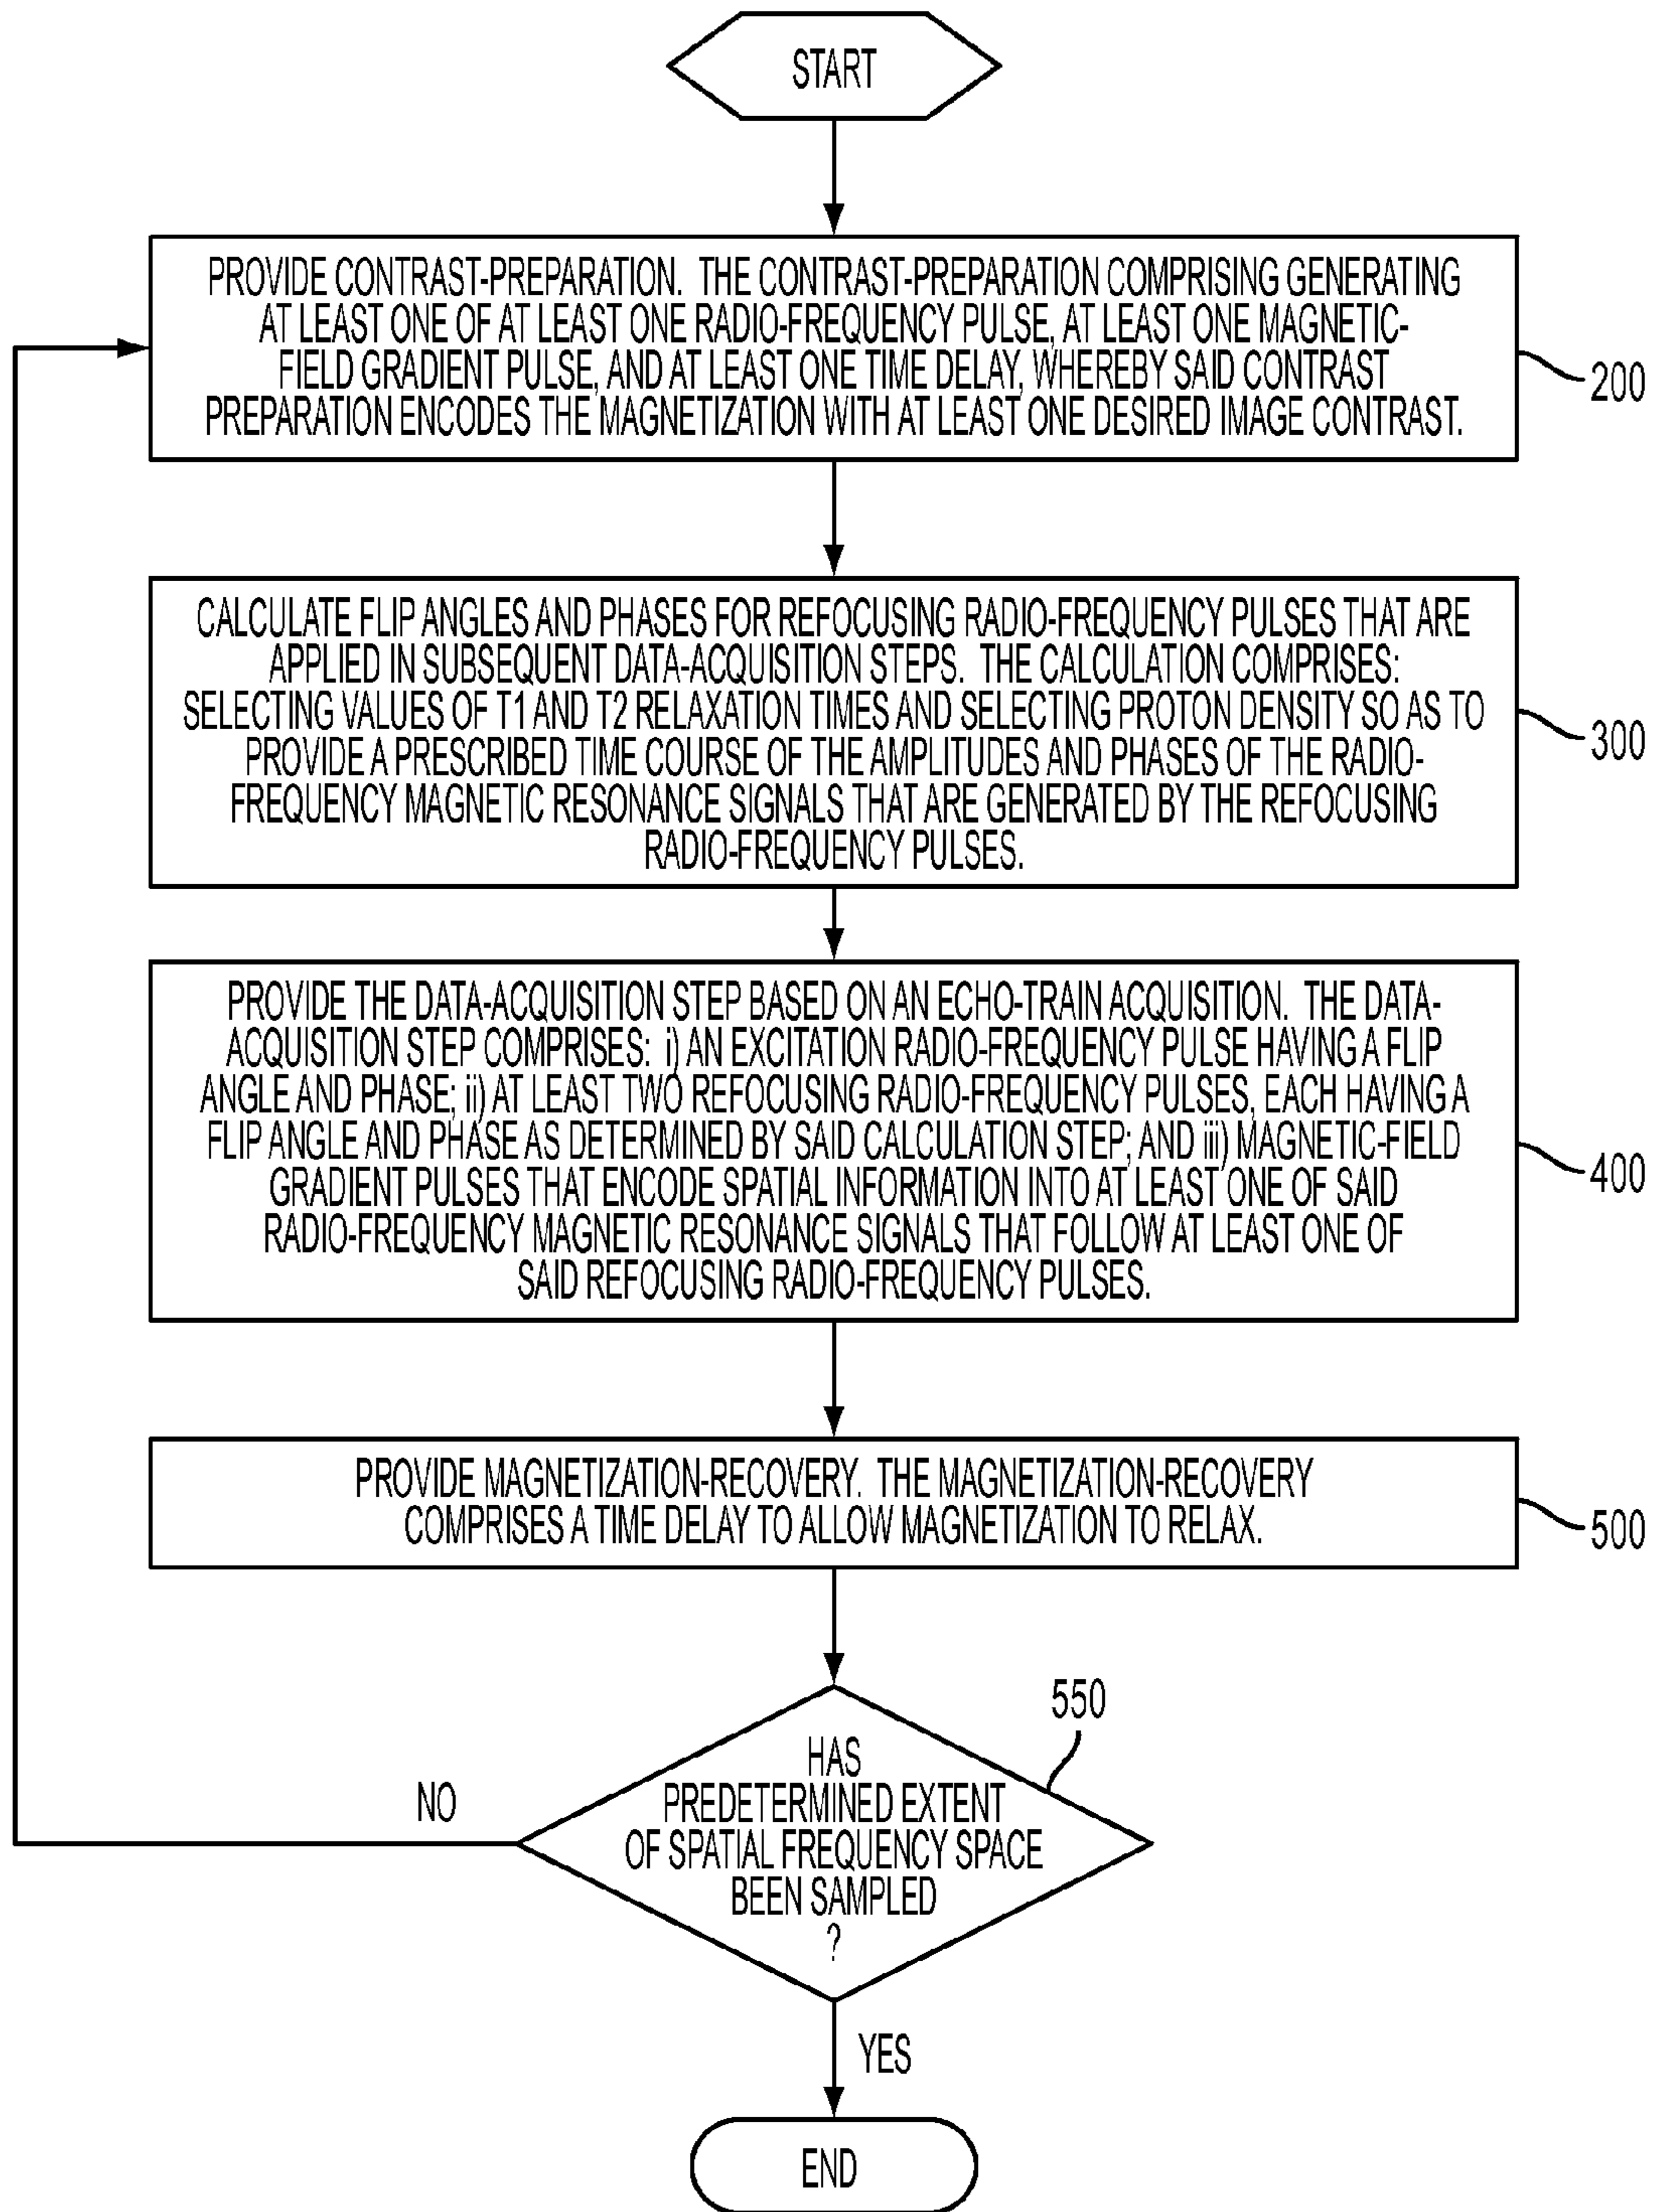 START
PROVIDE CONTRAST-PREPARATION. THE CONTRAST-PREPARATION COMPRISING GENERATING
AT LEAST ONE OF AT LEAST ONE RADIO-FREQUENCY PULSE, AT LEAST ONE MAGNETIC-
FIELD GRADIENT PULSE, AND AT LEAST ONE TIME DELAY, WHEREBY SAID CONTRAST
PREPARATION ENCODES THE MAGNETIZATION WITH AT LEAST ONE DESIRED IMAGE CONTRAST.
200
CALCULATE FLIP ANGLES AND PHASES FOR REFOCUSING RADIO-FREQUENCY PULSES THAT ARE
APPLIED IN SUBSEQUENT DATA-ACQUISITION STEPS. THE CALCULATION COMPRISES:
SELECTING VALUES OF T1 AND T2 RELAXATION TIMES AND SELECTING PROTON DENSITY SO AS TO
PROVIDE A PRESCRIBED TIME COURSE OF THE AMPLITUDES AND PHASES OF THE RADIO-
FREQUENCY MAGNETIC RESONANCE SIGNALS THAT ARE GENERATED BY THE REFOCUSING
RADIO-FREQUENCY PULSES.
300
PROVIDE THE DATA-ACQUISITION STEP BASED ON AN ECHO-TRAIN ACQUISITION. THE DATA-
ACQUISITION STEP COMPRISES: i) AN EXCITATION RADIO-FREQUENCY PULSE HAVING A FLIP
ANGLE AND PHASE; ii) AT LEAST TWO REFOCUSING RADIO-FREQUENCY PULSES, EACH HAVING A
FLIP ANGLE AND PHASE AS DETERMINED BY SAID CALCULATION STEP; AND iii) MAGNETIC-FIELD
GRADIENT PULSES THAT ENCODE SPATIAL INFORMATION INTO AT LEAST ONE OF SAID
RADIO-FREQUENCY MAGNETIC RESONANCE SIGNALS THAT FOLLOW AT LEAST ONE OF
SAID REFOCUSING RADIO-FREQUENCY PULSES.
400
PROVIDE MAGNETIZATION-RECOVERY. THE MAGNETIZATION-RECOVERY
COMPRISES A TIME DELAY TO ALLOW MAGNETIZATION TO RELAX.
500
550
HAS
PREDETERMINED EXTENT
OF SPATIAL FREQUENCY SPACE
BEEN SAMPLED
?
NO
YES
END